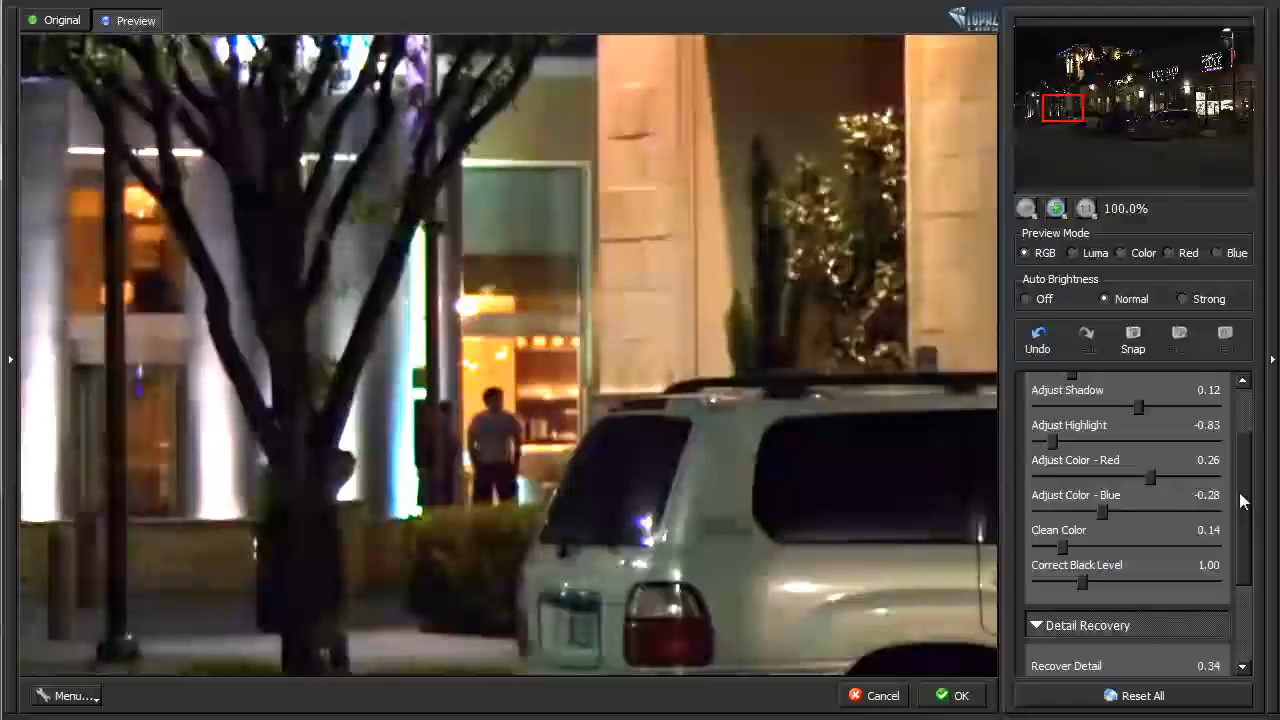 Original
Preview
TOPAZ
LABS
100.0%
Preview Mode
RGB
Luma
Color
Red
Blue
Auto Brightness
Off
Normal
Strong
Undo
Snap
Adjust Shadow 0.12
Adjust Highlight -0.83
Adjust Color - Red 0.26
Adjust Color - Blue -0.28
Clean Color 0.14
Correct Black Level 1.00
Detail Recovery
Recover Detail 0.34
Menu...
Cancel
OK
Reset All